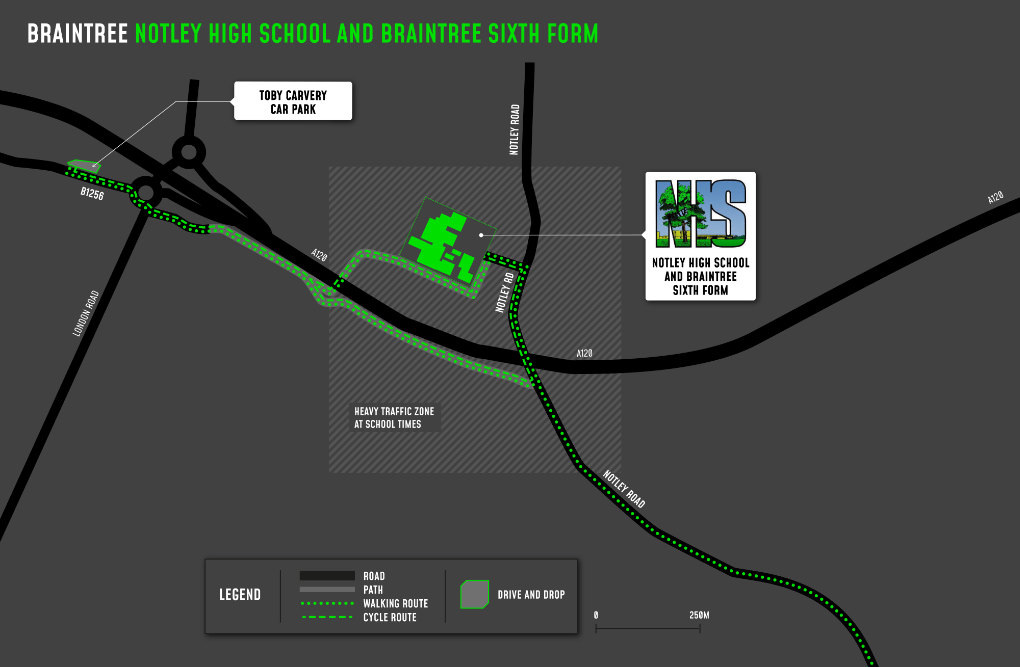 BRAINTREE NOTLEY HIGH SCHOOL AND BRAINTREE SIXTH FORM
TOBY CARVERY
CAR PARK
NOTLEY ROAD
B1256
NHS
NOTLEY HIGH SCHOOL
AND BRAINTREE
SIXTH FORM
A120
A120
NOTLEY RD
LONDON ROAD
A120
HEAVY TRAFFIC ZONE
AT SCHOOL TIMES
NOTLEY ROAD
LEGEND
ROAD
PATH
WALKING ROUTE
CYCLE ROUTE
DRIVE AND DROP
0 250M